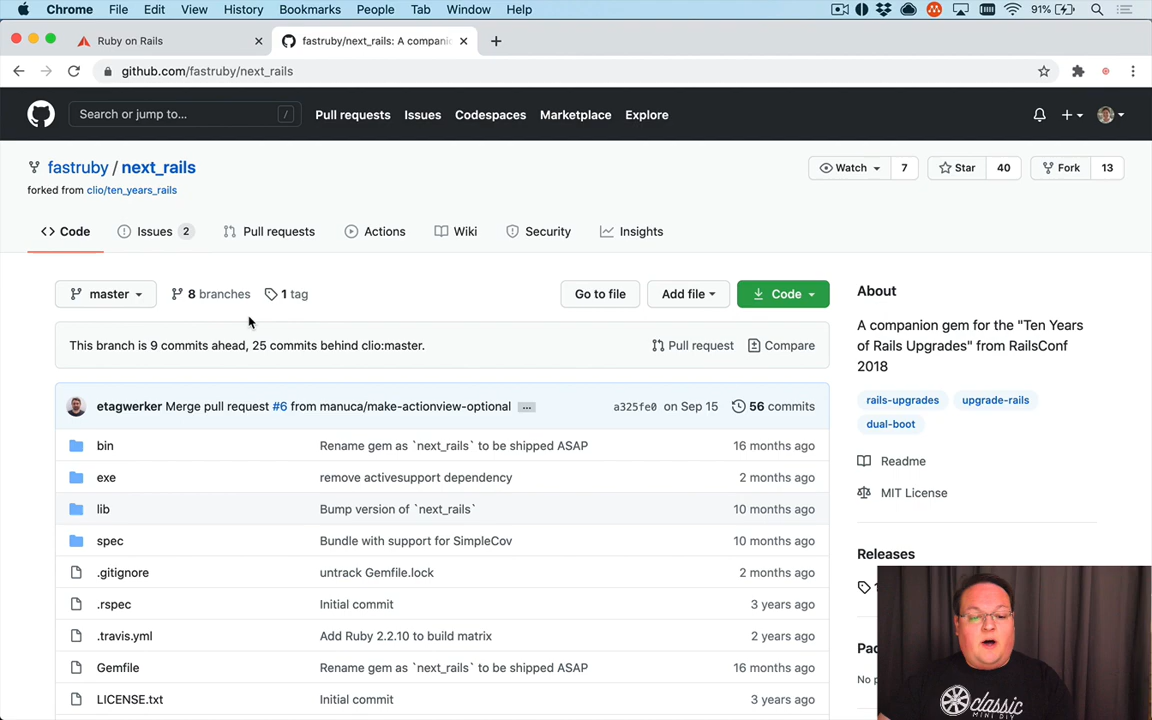 Chrome File Edit View History Bookmarks People Tab Window Help 91%
Ruby on Rails
fastruby/next_rails: A companio
github.com/fastruby/next_rails
Search or jump to... /
Pull requests Issues Codespaces Marketplace Explore
fastruby / next_rails
Watch 7 Star 40 Fork 13
forked from clio/ten_years_rails
Code Issues 2 Pull requests Actions Wiki Security Insights
master 8 branches 1 tag Go to file Add file Code
This branch is 9 commits ahead, 25 commits behind clio:master. Pull request Compare
etagwerker Merge pull request #6 from manuca/make-actionview-optional ... a325fe0 on Sep 15 56 commits
bin Rename gem as `next_rails` to be shipped ASAP 16 months ago
exe remove activesupport dependency 2 months ago
lib Bump version of `next_rails` 10 months ago
spec Bundle with support for SimpleCov 10 months ago
.gitignore untrack Gemfile.lock 2 months ago
.rspec Initial commit 3 years ago
.travis.yml Add Ruby 2.2.10 to build matrix 2 years ago
Gemfile Rename gem as `next_rails` to be shipped ASAP 16 months ago
LICENSE.txt Initial commit 3 years ago
About
A companion gem for the "Ten Years
of Rails Upgrades" from RailsConf
2018
rails-upgrades upgrade-rails
dual-boot
Readme
MIT License
Releases
No p
classic
MINI DIY